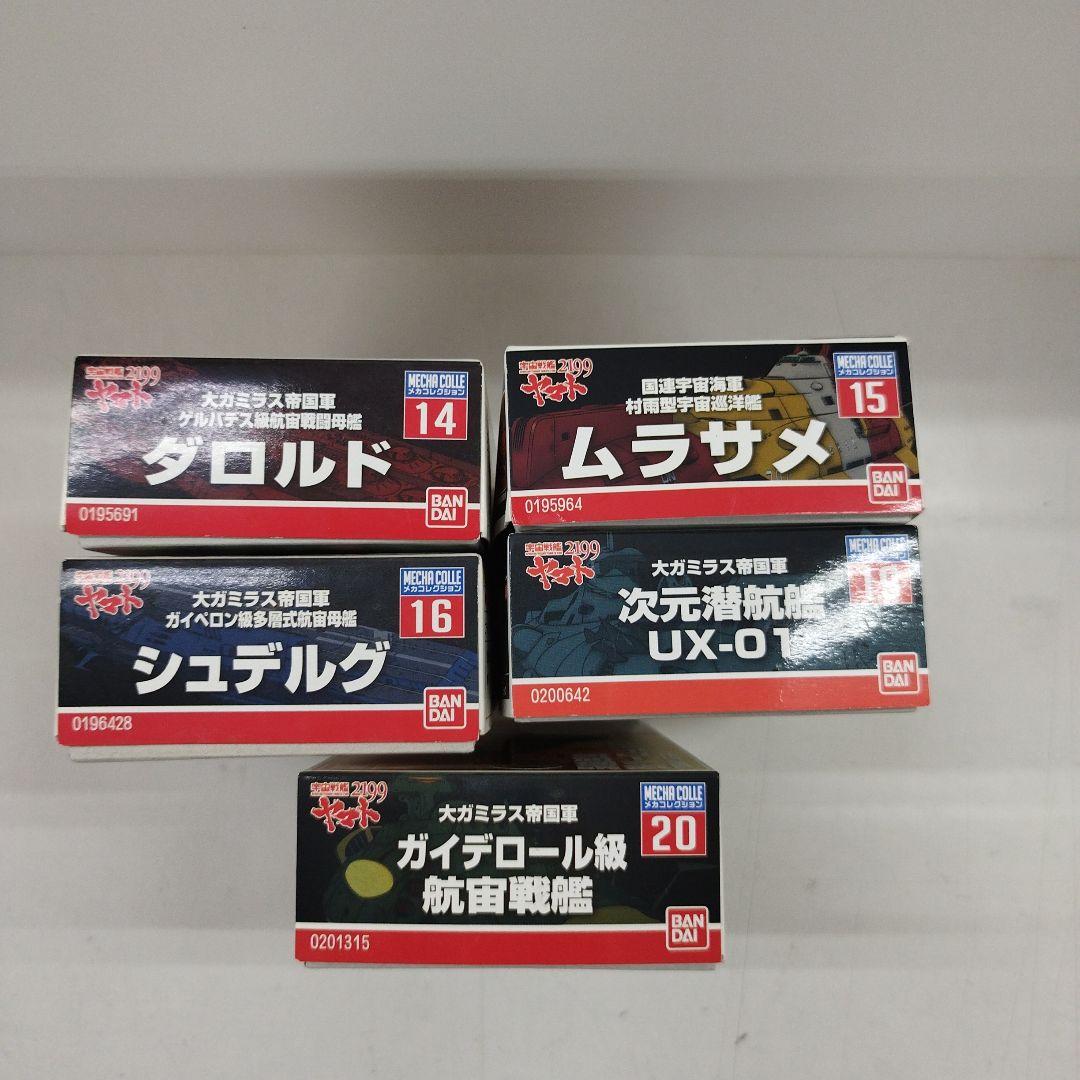 宇宙戦艦
ヤマト2199
MECHA COLLE
メカコレクション
14
大ガミラス帝国軍
ゲルバデス級航宙戦闘母艦
ダロルド
0195691
BAN
DAI
宇宙戦艦
ヤマト2199
MECHA COLLE
メカコレクション
15
国連宇宙海軍
村雨型宇宙巡洋艦
ムラサメ
0195964
BAN
DAI
宇宙戦艦
ヤマト2199
MECHA COLLE
メカコレクション
16
大ガミラス帝国軍
ガイペロン級多層式航宙母艦
シュデルグ
0196428
BAN
DAI
宇宙戦艦
ヤマト2199
MECHA COLLE
大ガミラス帝国軍
次元潜航艦
UX-01
0200642
BAN
DAI
宇宙戦艦
ヤマト2199
MECHA COLLE
メカコレクション
20
大ガミラス帝国軍
ガイデロール級
航宙戦艦
0201315
BAN
DAI